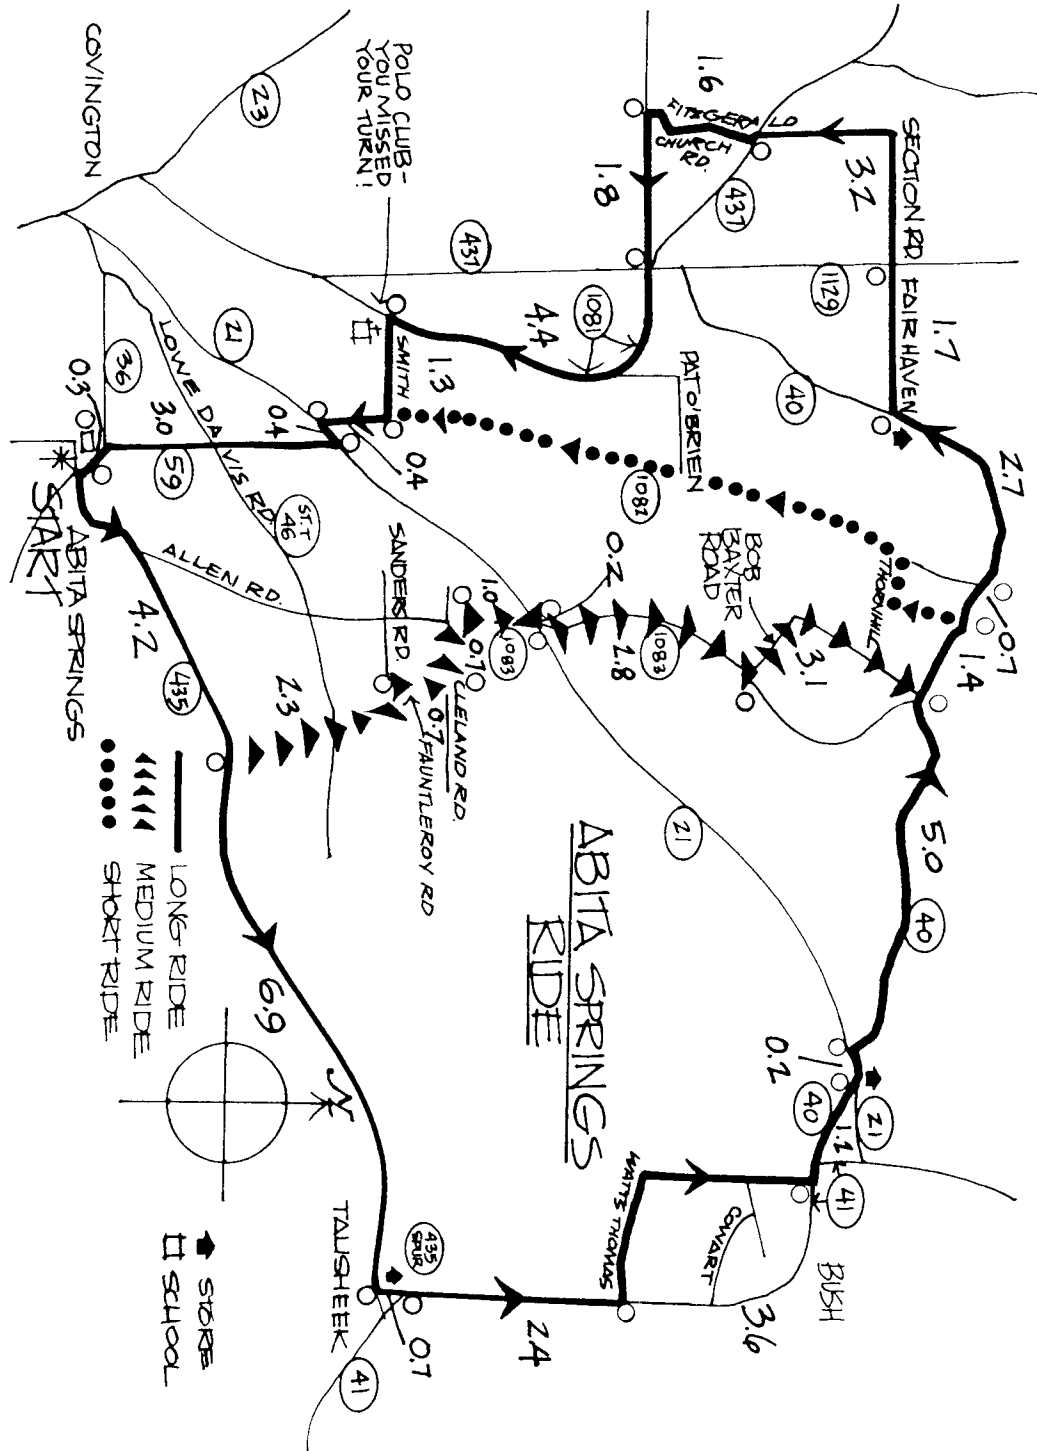 ABITA SPRINGS
RIDE
SECTION RD.
FAIR HAVEN
3.2
1.7
2.7
1129
40
437
1.6
FITZGERALD
CHURCH
RD.
1.8
437
1081
4.4
PAT O'BRIEN
POLO CLUB-
YOU MISSED
YOUR TURN!
SMITH
1.3
1082
THORNHILL
0.7
1.4
BOB
BAXTER
ROAD
3.1
1083
1.8
0.2
1.0
1083
0.7
CLELAND RD.
0.7
FAUNTLEROY RD
SANDERS RD.
2.3
5.0
40
21
0.2
40
21
1.2
41
BUSH
COWART
3.6
WATTS THOMAS
2.4
435
SPUR
0.7
41
TALISHEEK
6.9
435
4.2
ALLEN RD.
ST.T
46
LOWE DAVIS RD.
21
0.4
0.4
3.0
59
36
0.3
START
ABITA SPRINGS
COVINGTON
23
LONG RIDE
MEDIUM RIDE
SHORT RIDE
N
STORE
SCHOOL